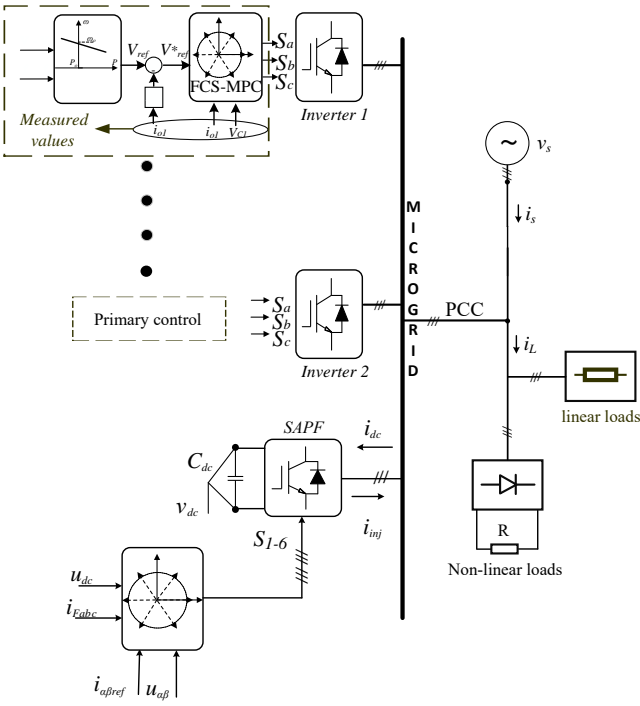 ω
P
V_ref
V*_ref
FCS-MPC
i_o1
i_o1
V_C1
Measured values
S_a
S_b
S_c
Inverter 1
Primary control
S_a
S_b
S_c
Inverter 2
MICROGRID
PCC
~
v_s
i_s
i_L
linear loads
R
Non-linear loads
SAPF
C_dc
v_dc
i_dc
i_inj
S_1-6
u_dc
i_Fabc
i_αβref
u_αβ